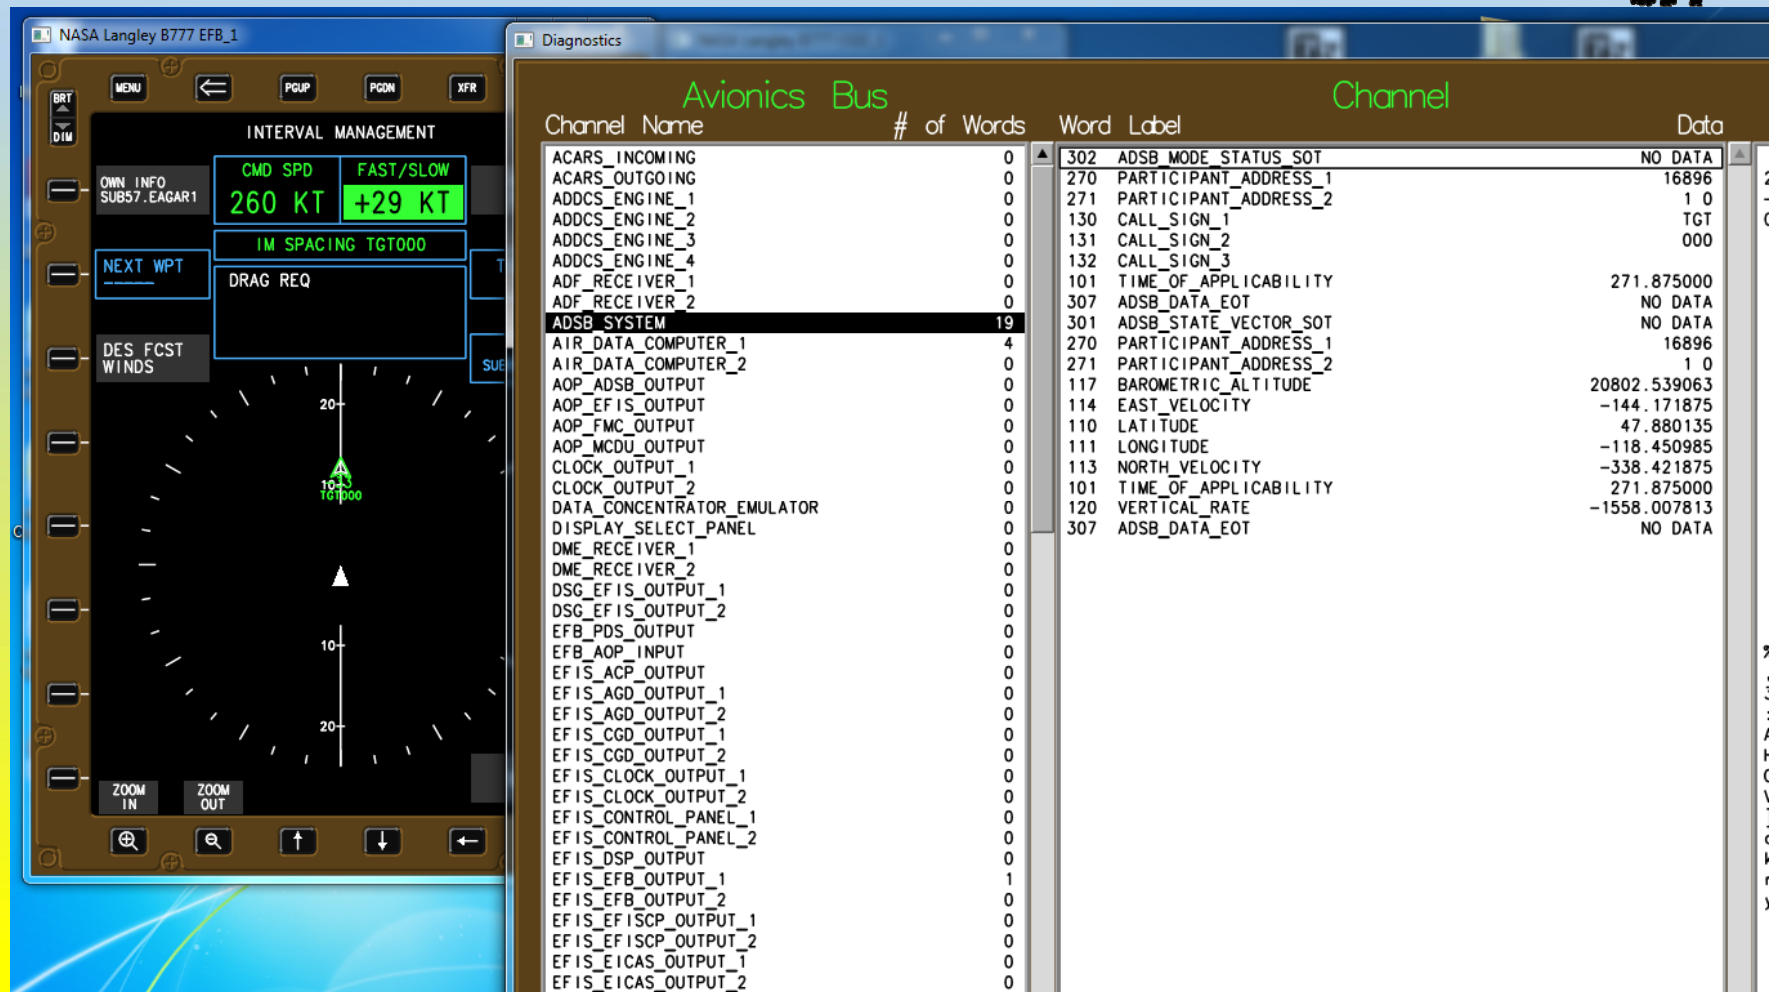 NASA Langley B777 EFB_1
MENU
PGUP
PGDN
XFR
BRT
DIM
INTERVAL MANAGEMENT
CMD SPD
FAST/SLOW
260 KT
+29 KT
OWN INFO
SUB57.EAGAR1
IM SPACING TGT000
NEXT WPT
-----
T
DRAG REQ
DES FCST
WINDS
SUB
20
10
TGT000
10
20
ZOOM
IN
ZOOM
OUT
Diagnostics
Avionics Bus
Channel
Channel Name # of Words
Word Label Data
ACARS_INCOMING 0
ACARS_OUTGOING 0
ADDCS_ENGINE_1 0
ADDCS_ENGINE_2 0
ADDCS_ENGINE_3 0
ADDCS_ENGINE_4 0
ADF_RECEIVER_1 0
ADF_RECEIVER_2 0
ADSB_SYSTEM 19
AIR_DATA_COMPUTER_1 4
AIR_DATA_COMPUTER_2 0
AOP_ADSB_OUTPUT 0
AOP_EFIS_OUTPUT 0
AOP_FMC_OUTPUT 0
AOP_MCDU_OUTPUT 0
CLOCK_OUTPUT_1 0
CLOCK_OUTPUT_2 0
DATA_CONCENTRATOR_EMULATOR 0
DISPLAY_SELECT_PANEL 0
DME_RECEIVER_1 0
DME_RECEIVER_2 0
DSG_EFIS_OUTPUT_1 0
DSG_EFIS_OUTPUT_2 0
EFB_PDS_OUTPUT 0
EFB_AOP_INPUT 0
EFIS_ACP_OUTPUT 0
EFIS_AGD_OUTPUT_1 0
EFIS_AGD_OUTPUT_2 0
EFIS_CGD_OUTPUT_1 0
EFIS_CGD_OUTPUT_2 0
EFIS_CLOCK_OUTPUT_1 0
EFIS_CLOCK_OUTPUT_2 0
EFIS_CONTROL_PANEL_1 0
EFIS_CONTROL_PANEL_2 0
EFIS_DSP_OUTPUT 0
EFIS_EFB_OUTPUT_1 1
EFIS_EFB_OUTPUT_2 0
EFIS_EFISCP_OUTPUT_1 0
EFIS_EFISCP_OUTPUT_2 0
EFIS_EICAS_OUTPUT_1 0
EFIS_EICAS_OUTPUT_2 0
302 ADSB_MODE_STATUS_SOT NO DATA
270 PARTICIPANT_ADDRESS_1 16896
271 PARTICIPANT_ADDRESS_2 1 0
130 CALL_SIGN_1 TGT
131 CALL_SIGN_2 000
132 CALL_SIGN_3
101 TIME_OF_APPLICABILITY 271.875000
307 ADSB_DATA_EOT NO DATA
301 ADSB_STATE_VECTOR_SOT NO DATA
270 PARTICIPANT_ADDRESS_1 16896
271 PARTICIPANT_ADDRESS_2 1 0
117 BAROMETRIC_ALTITUDE 20802.539063
114 EAST_VELOCITY -144.171875
110 LATITUDE 47.880135
111 LONGITUDE -118.450985
113 NORTH_VELOCITY -338.421875
101 TIME_OF_APPLICABILITY 271.875000
120 VERTICAL_RATE -1558.007813
307 ADSB_DATA_EOT NO DATA